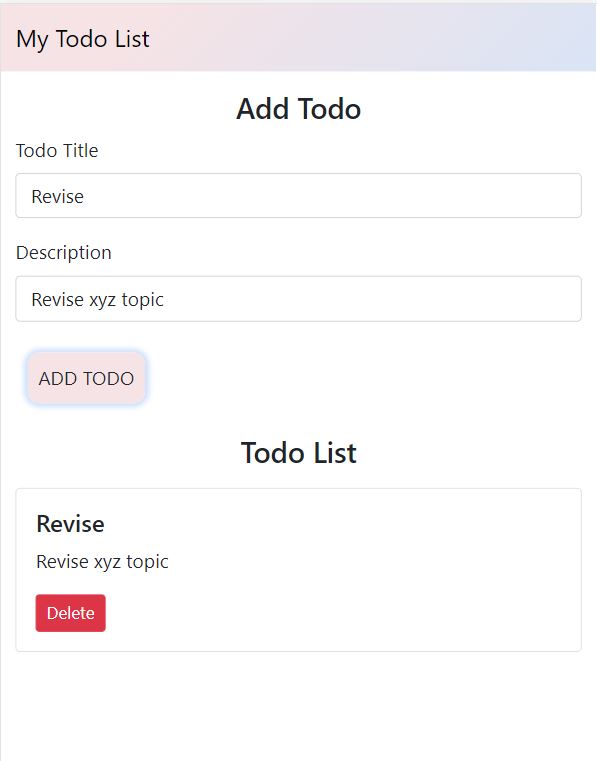 My Todo List
Add Todo
Todo Title
Revise
Description
Revise xyz topic
ADD TODO
Todo List
Revise
Revise xyz topic
Delete